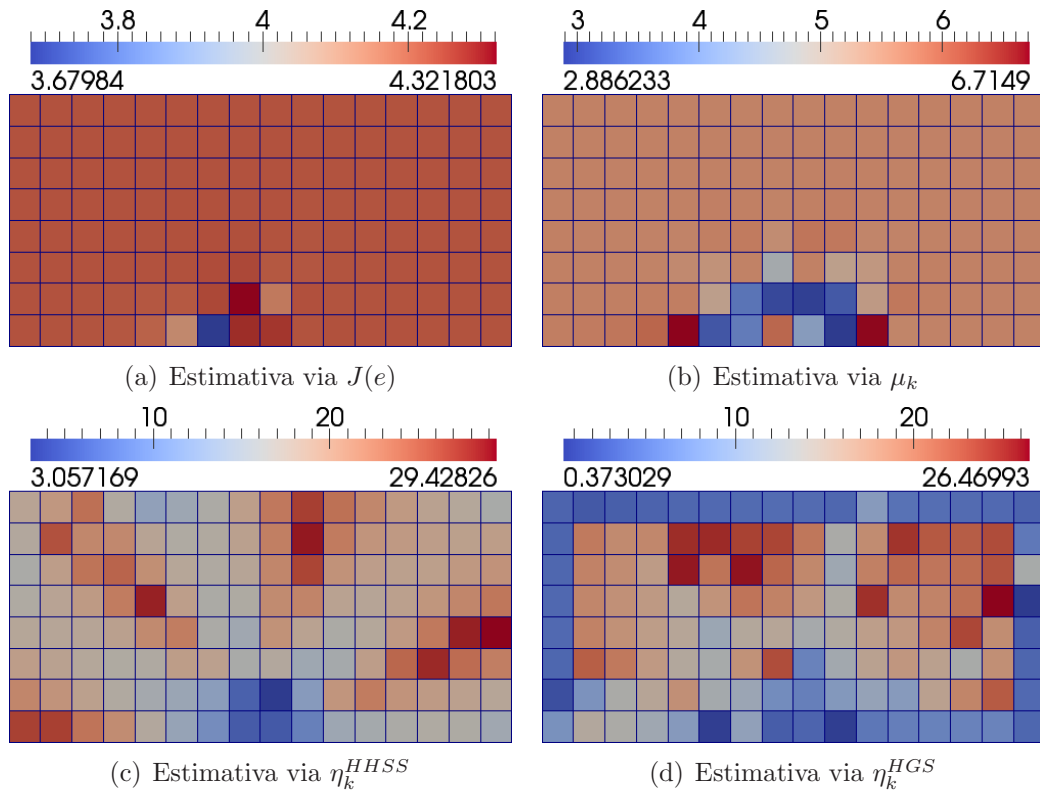 3.8 4 4.2
3.67984 4.321803
3 4 5 6
2.886233 6.7149
(a) Estimativa via J(e)
(b) Estimativa via μ_k
10 20
3.057169 29.42826
10 20
0.373029 26.46993
(c) Estimativa via η_k^{HHSS}
(d) Estimativa via η_k^{HGS}